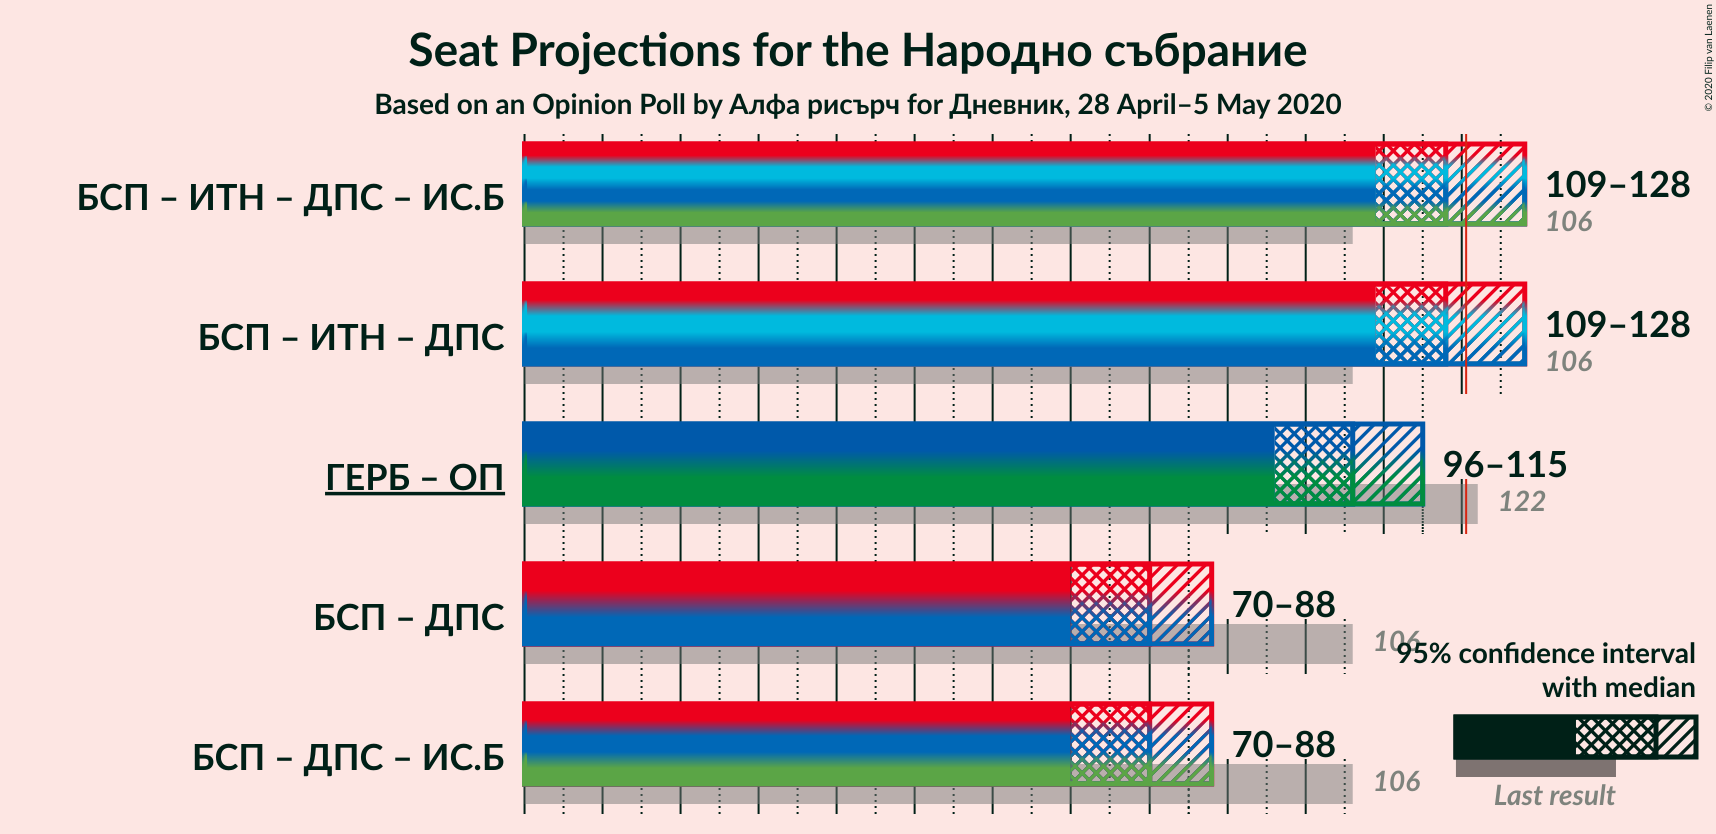 Seat Projections for the Народно събрание
Based on an Opinion Poll by Алфа рисърч for Дневник, 28 April–5 May 2020
© 2020 Filip van Laenen
БСП – ИТН – ДПС – ИС.Б
109–128
106
БСП – ИТН – ДПС
109–128
106
ГЕРБ – ОП
96–115
122
БСП – ДПС
70–88
106
БСП – ДПС – ИС.Б
70–88
106
95% confidence interval
with median
Last result